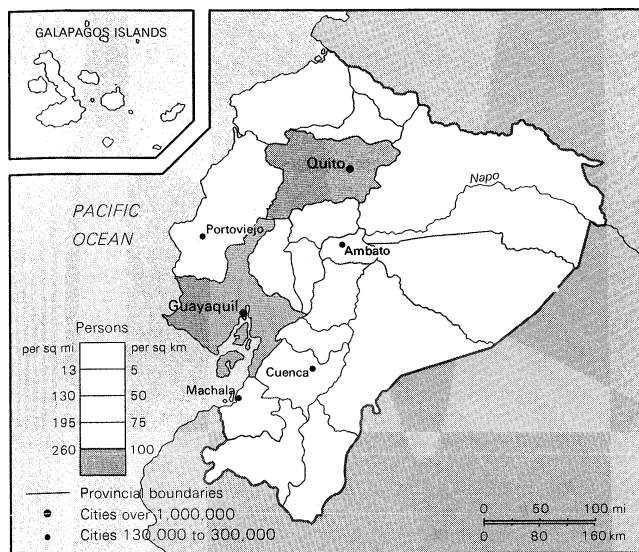 GALAPAGOS ISLANDS
Quito
Napo
PACIFIC
OCEAN
Portoviejo
Ambato
Guayaquil
Persons
per sq mi per sq km
13 5
130 50
195 75
260 100
Cuenca
Machala
Provincial boundaries
Cities over 1,000,000
Cities 130,000 to 300,000
0 50 100 mi
0 80 160 km